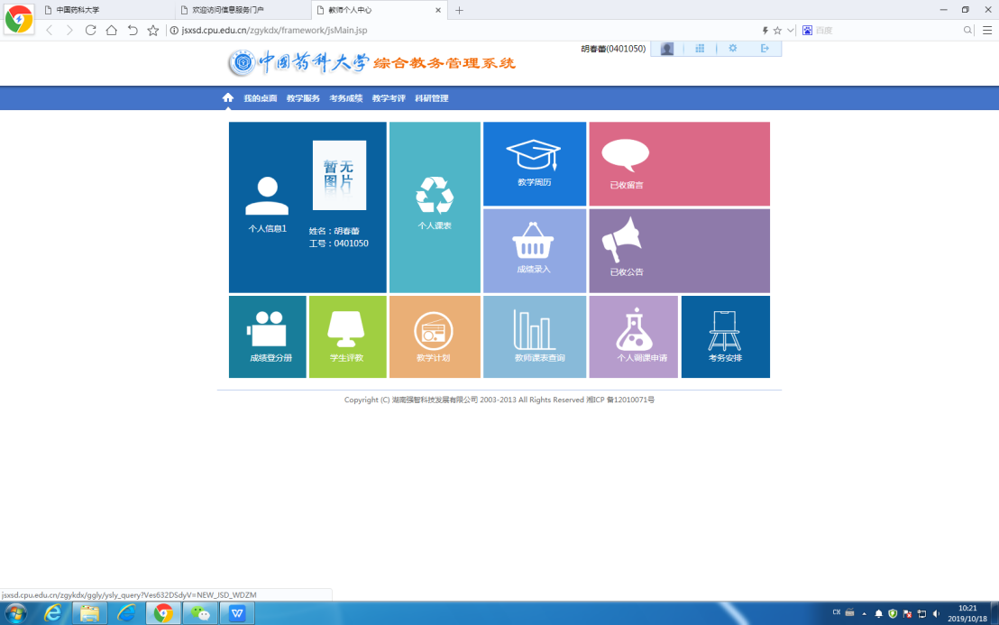 中国药科大学
欢迎访问信息服务门户
教师个人中心
jsxsd.cpu.edu.cn/zgykdx/framework/jsMain.jsp
百度
中国药科大学 综合教务管理系统
胡春蕾(0401050)
我的桌面 教学服务 考务成绩 教学考评 科研管理
个人信息1
暂无
图片
姓名：胡春蕾
工号：0401050
个人课表
教学周历
已收留言
成绩录入
已收公告
成绩登分册
学生评教
教学计划
教师课表查询
个人调课申请
考务安排
Copyright (C) 湖南强智科技发展有限公司 2003-2013 All Rights Reserved 湘ICP 备12010071号
jsxsd.cpu.edu.cn/zgykdx/ggly/ysly_query?Ves632DSdyV=NEW_JSD_WDZM
CH
10:21
2019/10/18